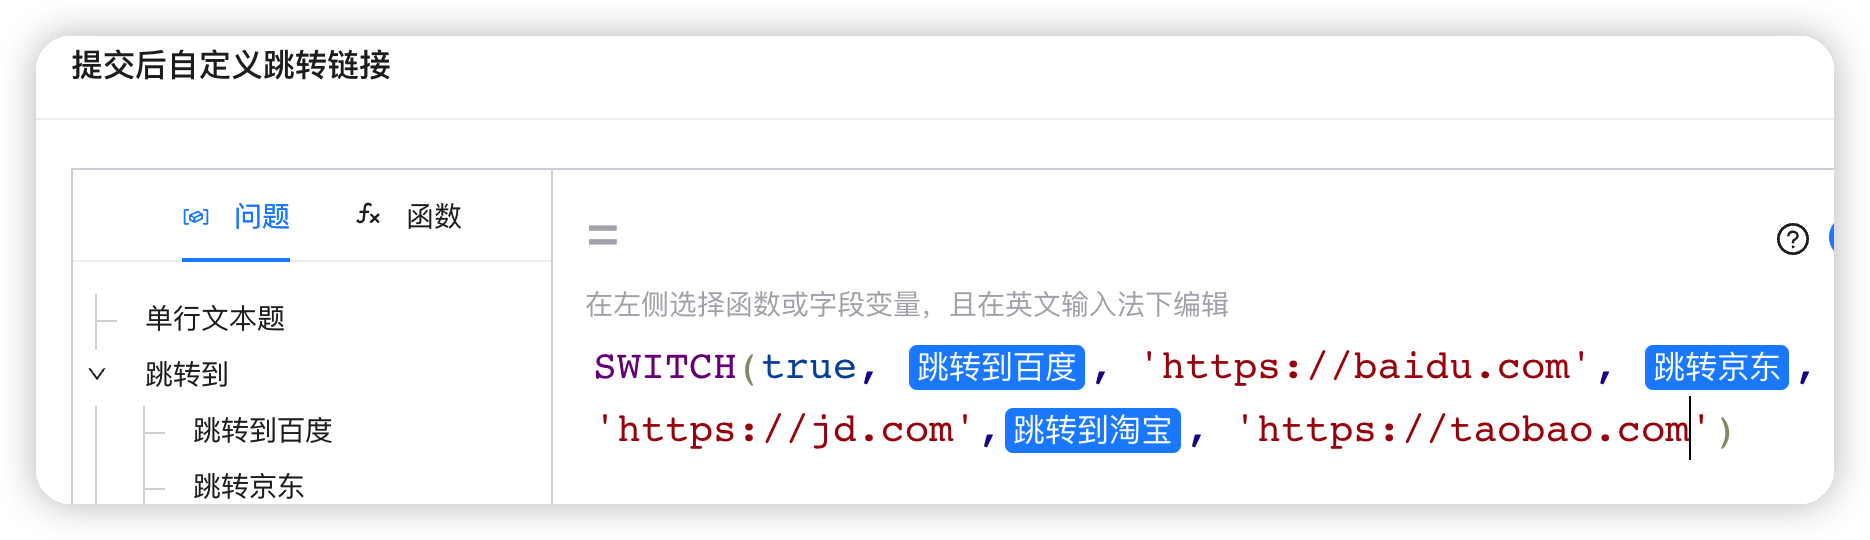 提交后自定义跳转链接
问题 fx 函数
单行文本题
跳转到
跳转到百度
跳转京东
=
在左侧选择函数或字段变量，且在英文输入法下编辑
SWITCH(true, 跳转到百度, 'https://baidu.com', 跳转京东,
'https://jd.com',跳转到淘宝, 'https://taobao.com')